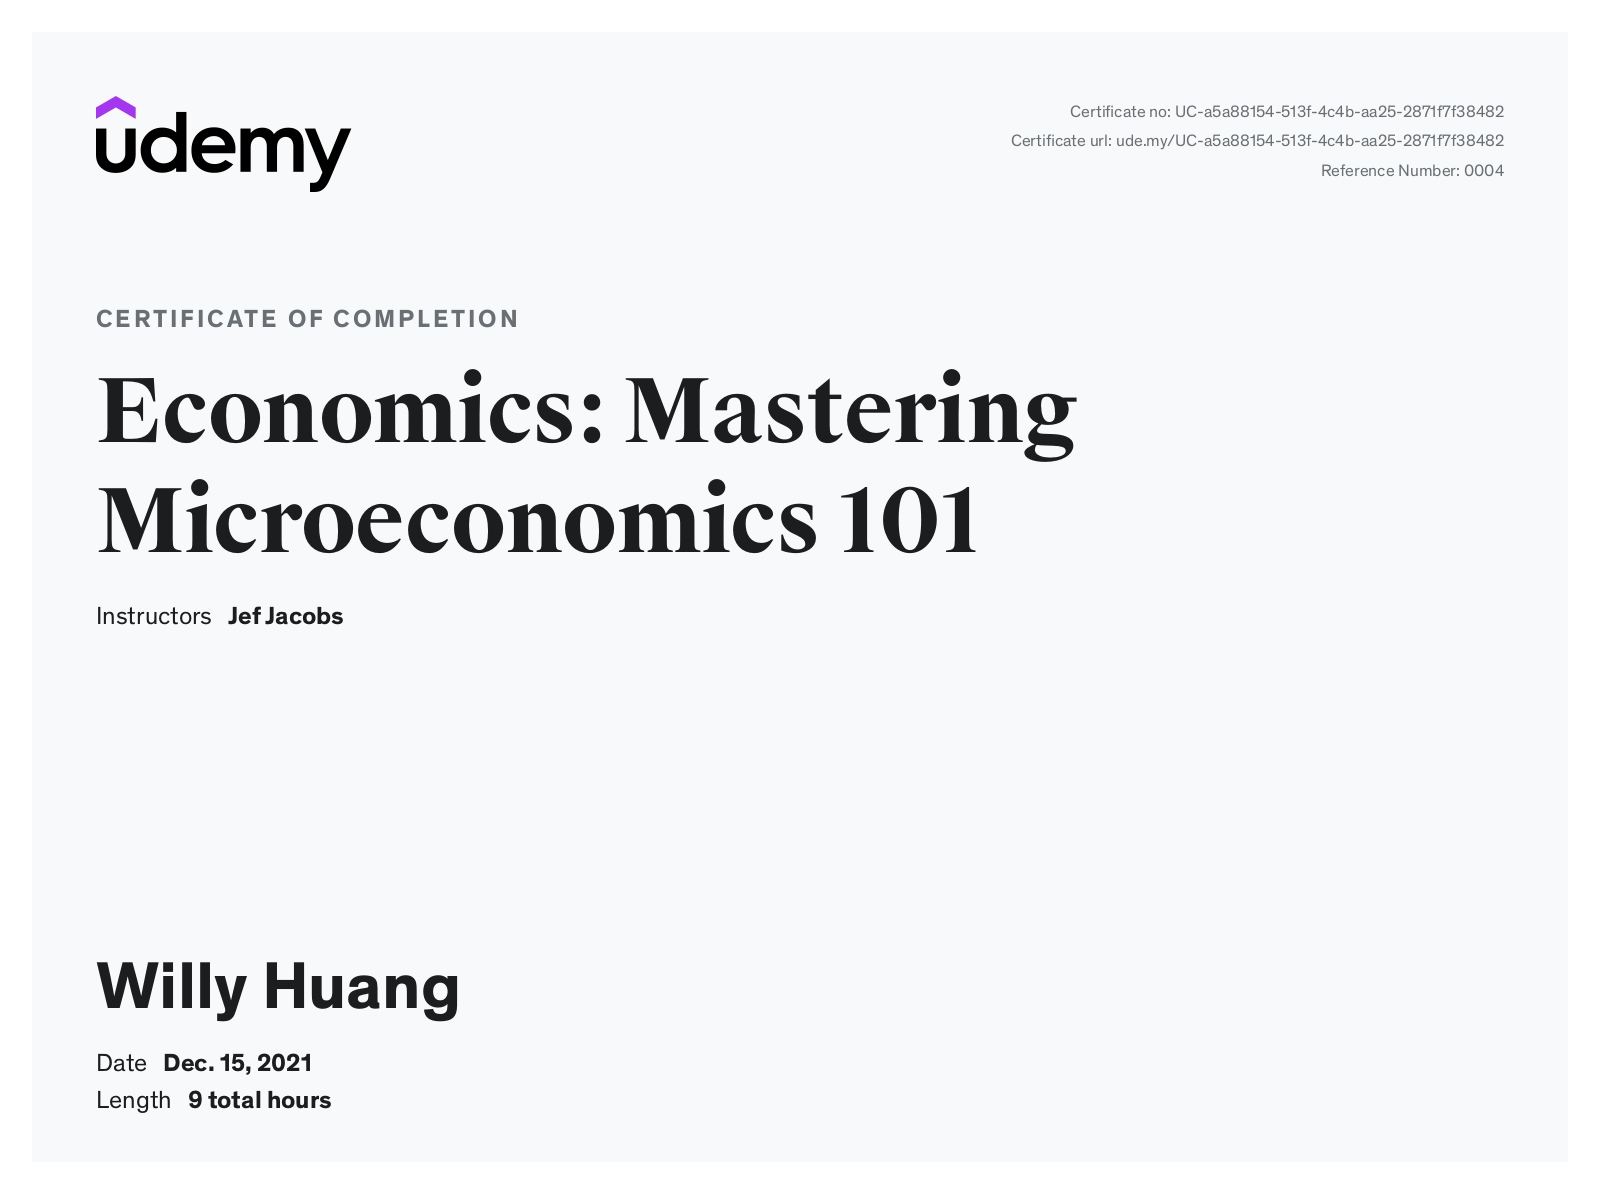 udemy
Certificate no: UC-a5a88154-513f-4c4b-aa25-2871f7f38482
Certificate url: ude.my/UC-a5a88154-513f-4c4b-aa25-2871f7f38482
Reference Number: 0004
CERTIFICATE OF COMPLETION
Economics: Mastering
Microeconomics 101
Instructors Jef Jacobs
Willy Huang
Date Dec. 15, 2021
Length 9 total hours